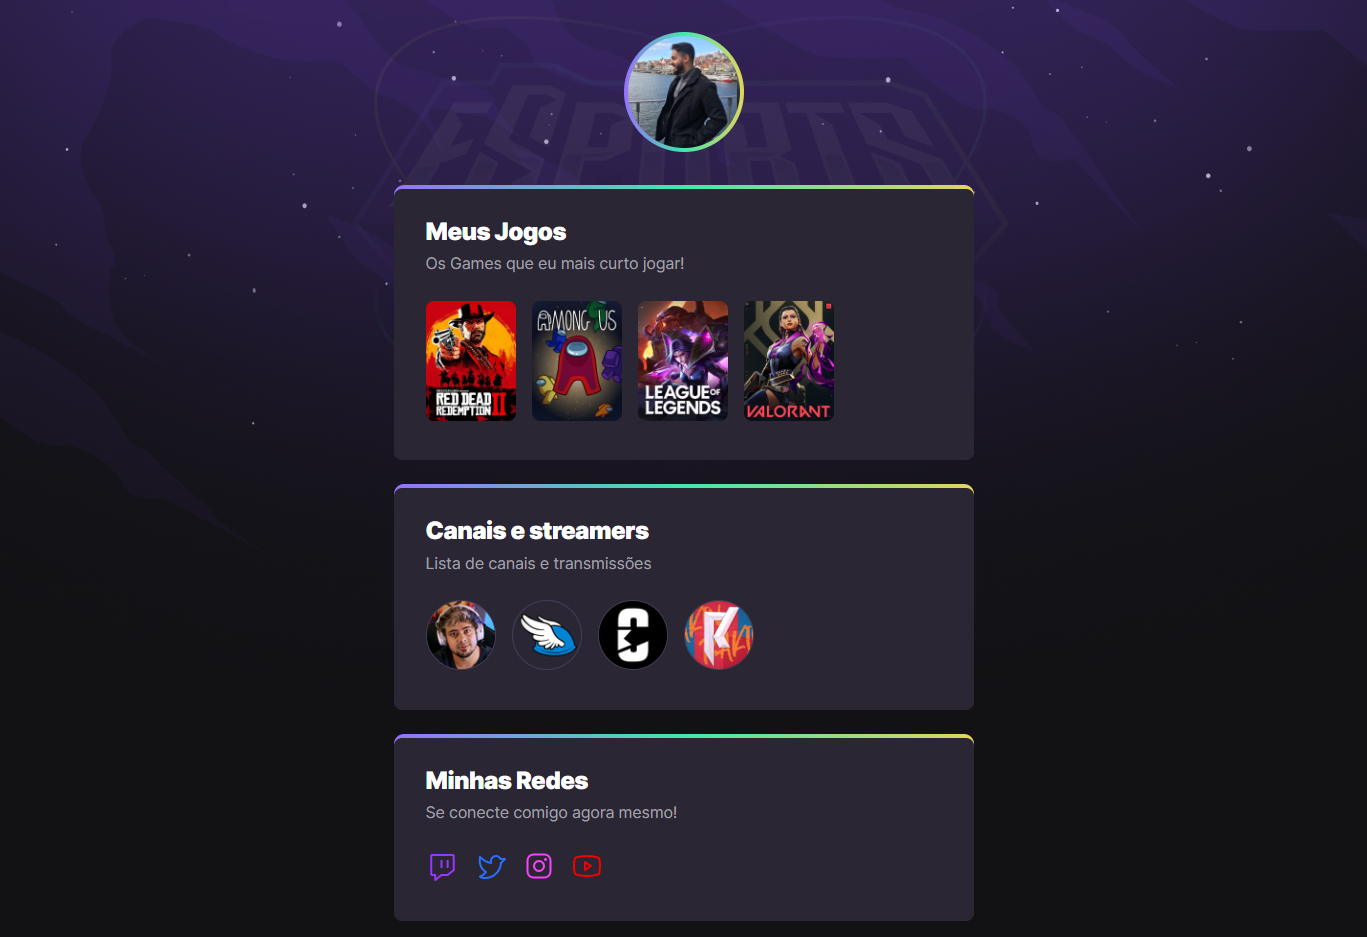 ESPORTS
Meus Jogos
Os Games que eu mais curto jogar!
RED DEAD
REDEMPTION II
AMONG US
LEAGUE OF
LEGENDS
VALORANT
Canais e streamers
Lista de canais e transmissões
Minhas Redes
Se conecte comigo agora mesmo!